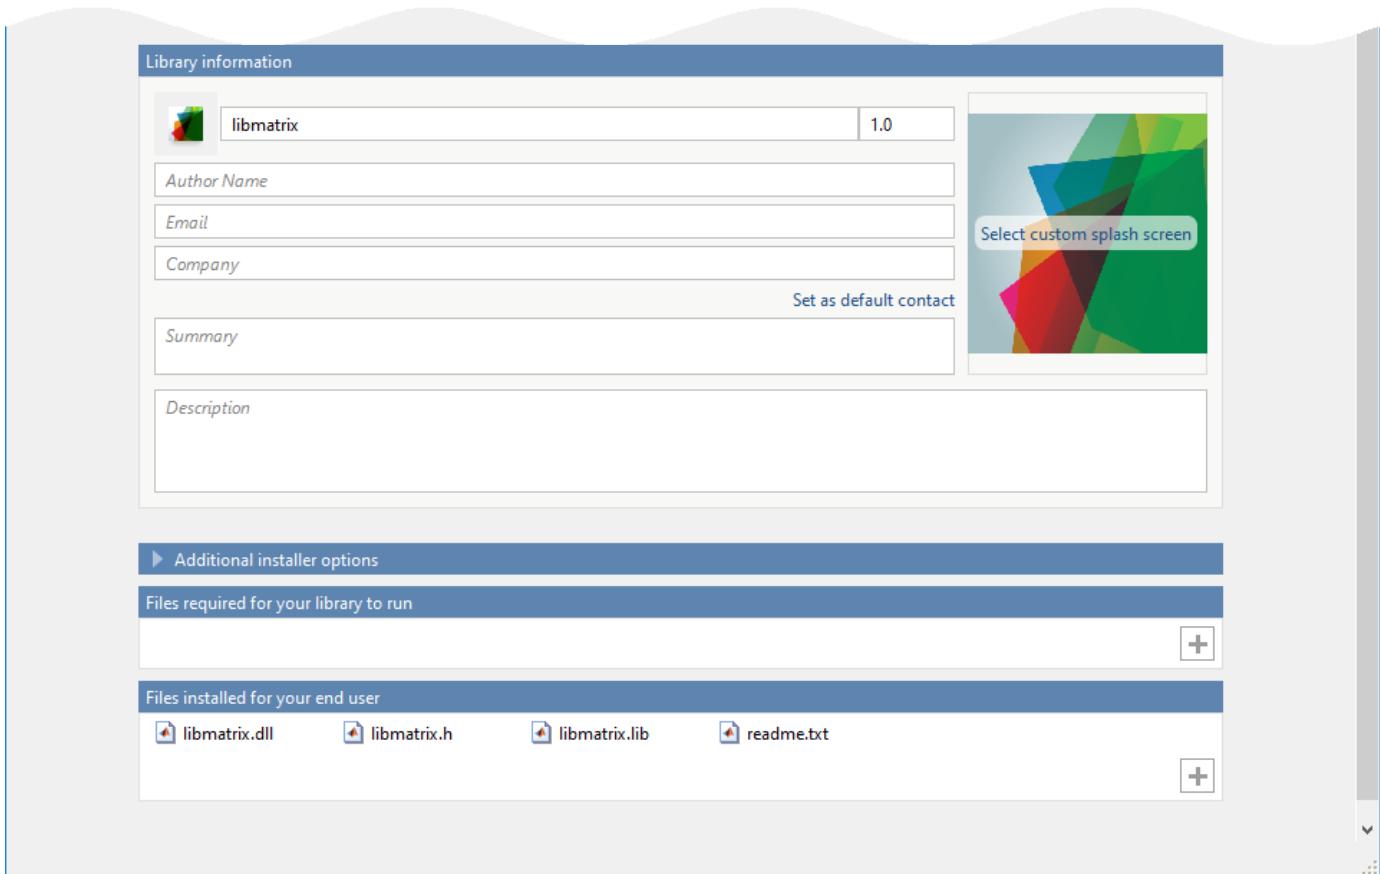 Library information
libmatrix 1.0
Author Name
Email
Company
Set as default contact
Select custom splash screen
Summary
Description
Additional installer options
Files required for your library to run
Files installed for your end user
libmatrix.dll libmatrix.h libmatrix.lib readme.txt